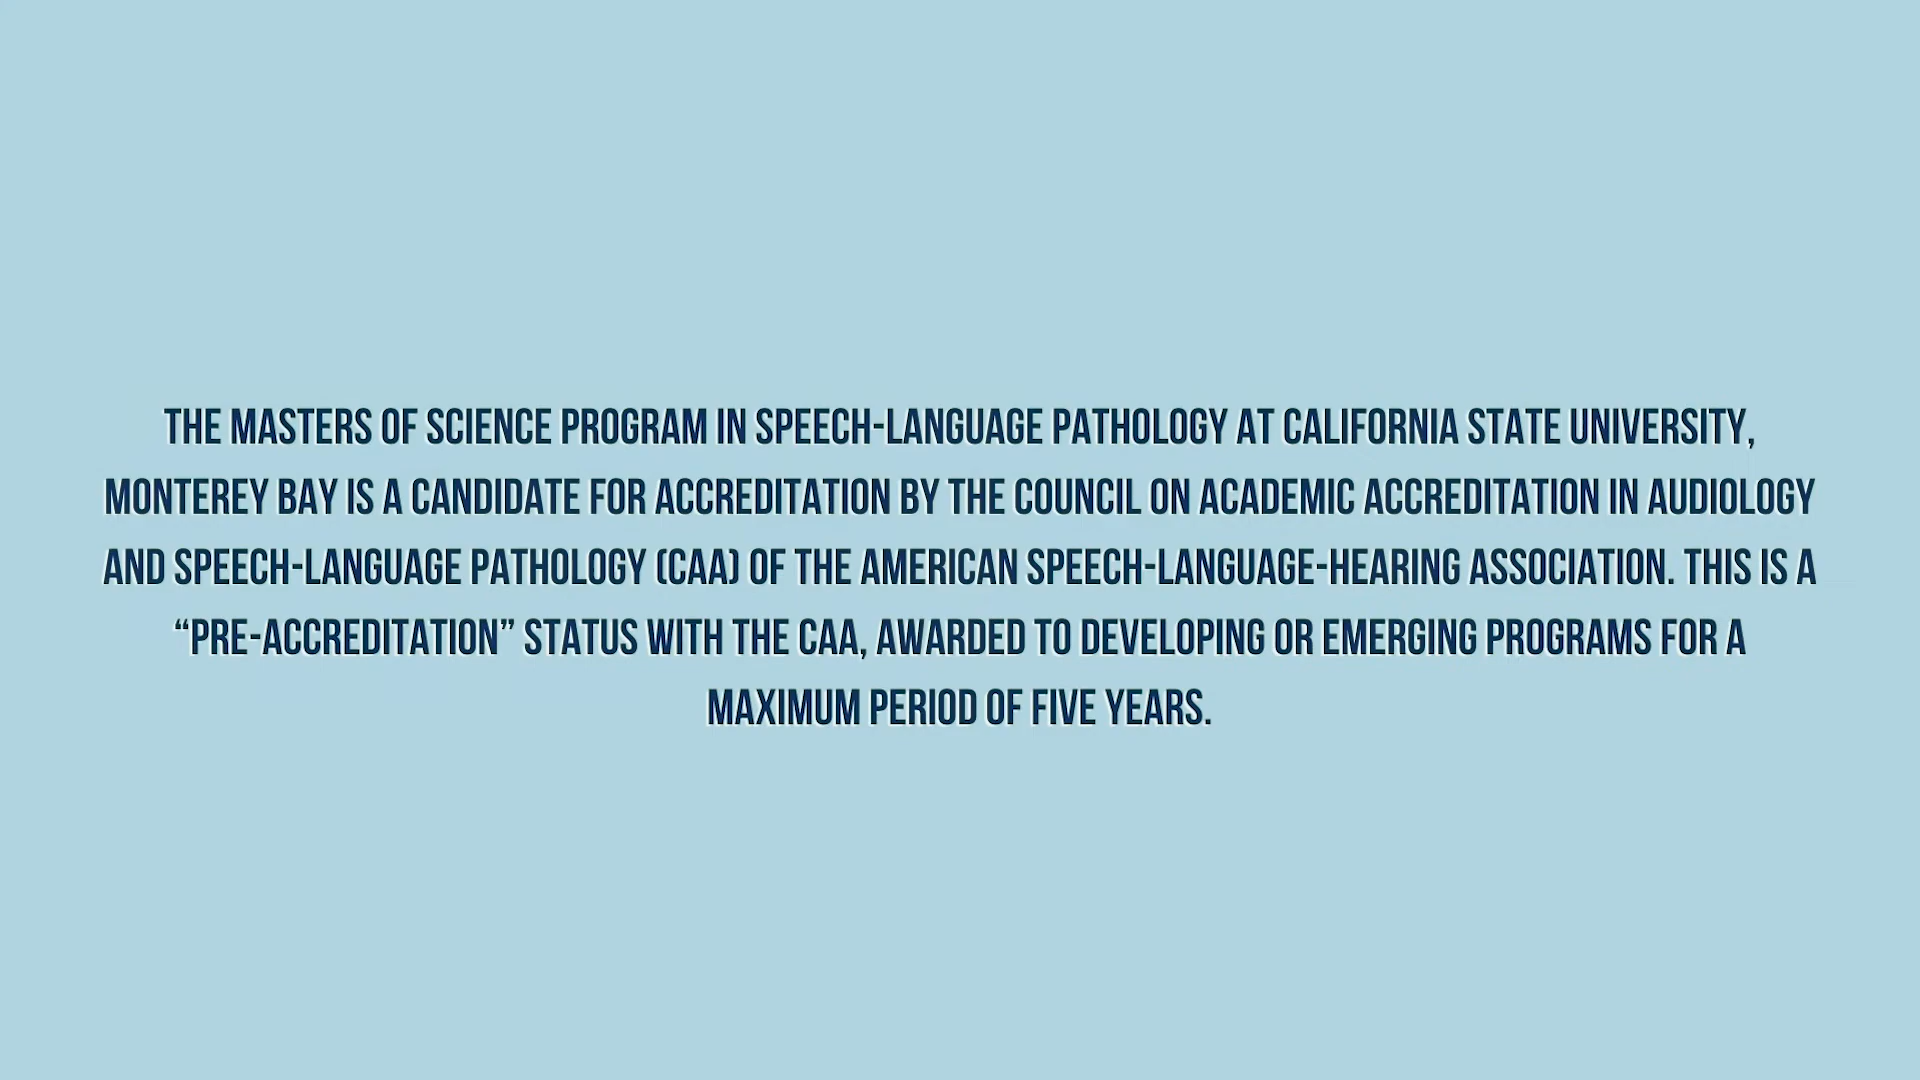 THE MASTERS OF SCIENCE PROGRAM IN SPEECH-LANGUAGE PATHOLOGY AT CALIFORNIA STATE UNIVERSITY,
MONTEREY BAY IS A CANDIDATE FOR ACCREDITATION BY THE COUNCIL ON ACADEMIC ACCREDITATION IN AUDIOLOGY
AND SPEECH-LANGUAGE PATHOLOGY (CAA) OF THE AMERICAN SPEECH-LANGUAGE-HEARING ASSOCIATION. THIS IS A
“PRE-ACCREDITATION” STATUS WITH THE CAA, AWARDED TO DEVELOPING OR EMERGING PROGRAMS FOR A
MAXIMUM PERIOD OF FIVE YEARS.